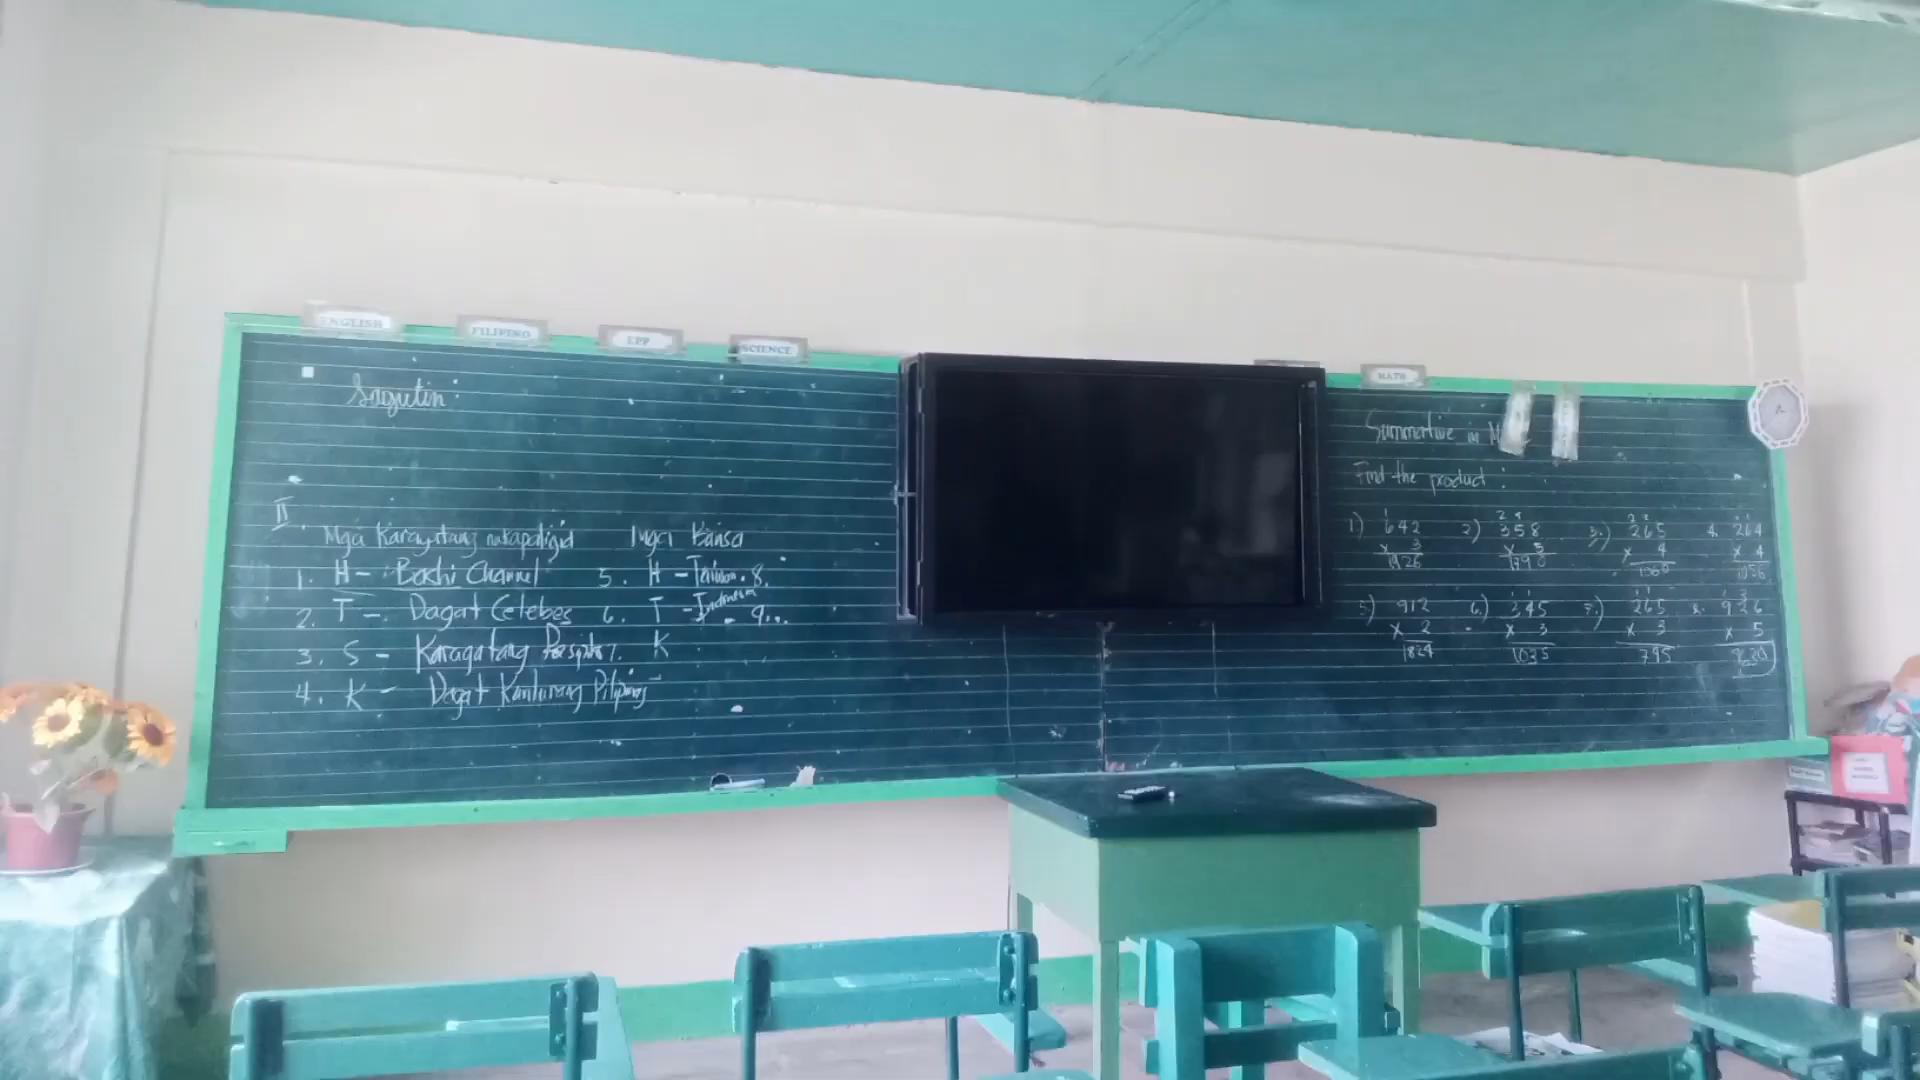 ENGLISH
FILIPINO
EPP
SCIENCE
MATH
Sagutin:
II.
Mga Karagatang nakapaligid
Mga Bansa
1. H - Bashi Channel
5. H - Taiwan. 8.
2. T - Dagat Celebes
6. T - Indonesia - 9...
3. S - Karagatang
7. K
4. K - Dagat Kanlurang Pilipinas
Summative in
Find the product:
1) 642 2) 358 3.) 265 4. 264
x 3 x 5 x 4 x 4
1926 1790 1060 1056
5) 912 6.) 345 7.) 265 8. 926
x 2 x 3 x 3 x 5
1824 1035 795